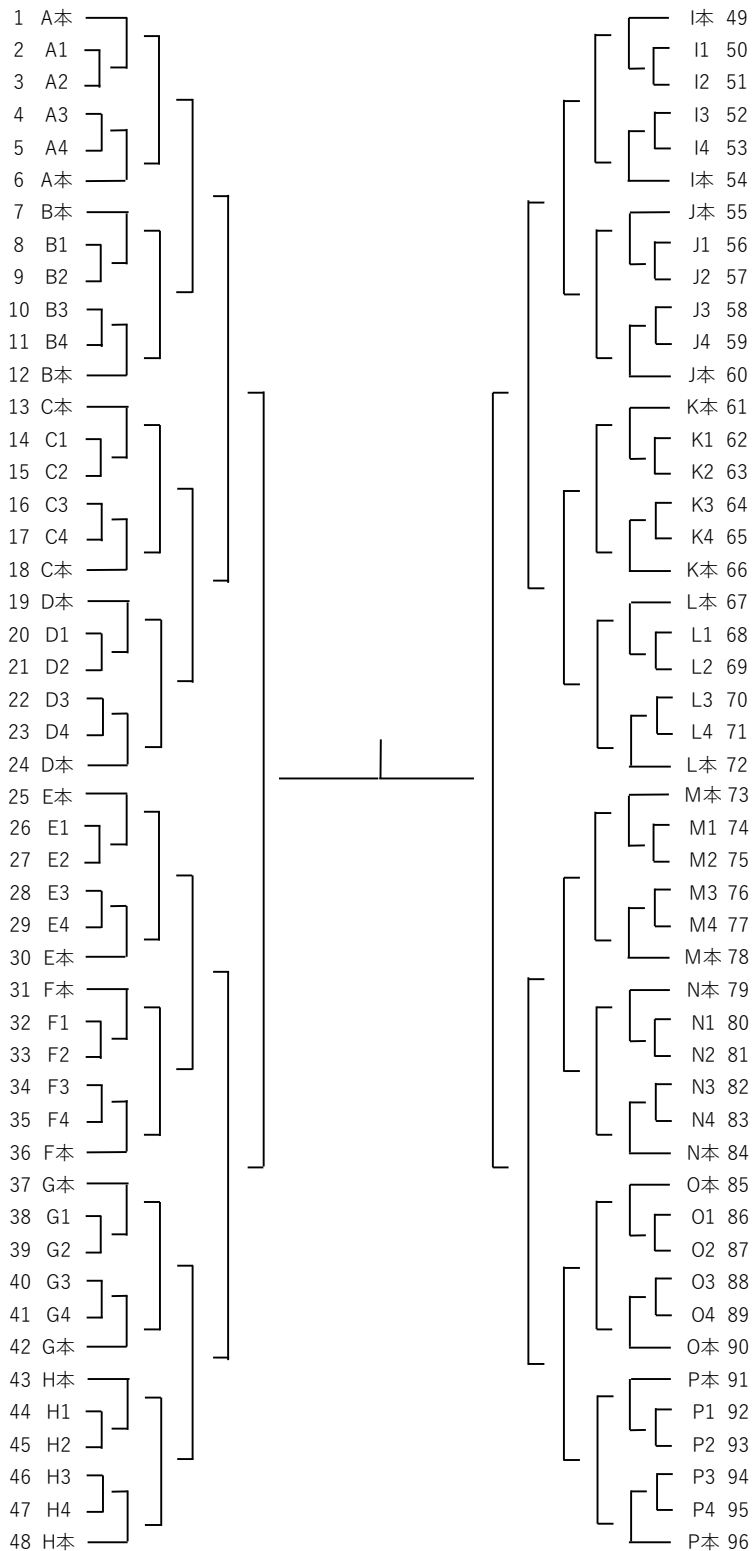 1 A本
2 A1
3 A2
4 A3
5 A4
6 A本
7 B本
8 B1
9 B2
10 B3
11 B4
12 B本
13 C本
14 C1
15 C2
16 C3
17 C4
18 C本
19 D本
20 D1
21 D2
22 D3
23 D4
24 D本
25 E本
26 E1
27 E2
28 E3
29 E4
30 E本
31 F本
32 F1
33 F2
34 F3
35 F4
36 F本
37 G本
38 G1
39 G2
40 G3
41 G4
42 G本
43 H本
44 H1
45 H2
46 H3
47 H4
48 H本
I本 49
I1 50
I2 51
I3 52
I4 53
I本 54
J本 55
J1 56
J2 57
J3 58
J4 59
J本 60
K本 61
K1 62
K2 63
K3 64
K4 65
K本 66
L本 67
L1 68
L2 69
L3 70
L4 71
L本 72
M本 73
M1 74
M2 75
M3 76
M4 77
M本 78
N本 79
N1 80
N2 81
N3 82
N4 83
N本 84
O本 85
O1 86
O2 87
O3 88
O4 89
O本 90
P本 91
P1 92
P2 93
P3 94
P4 95
P本 96